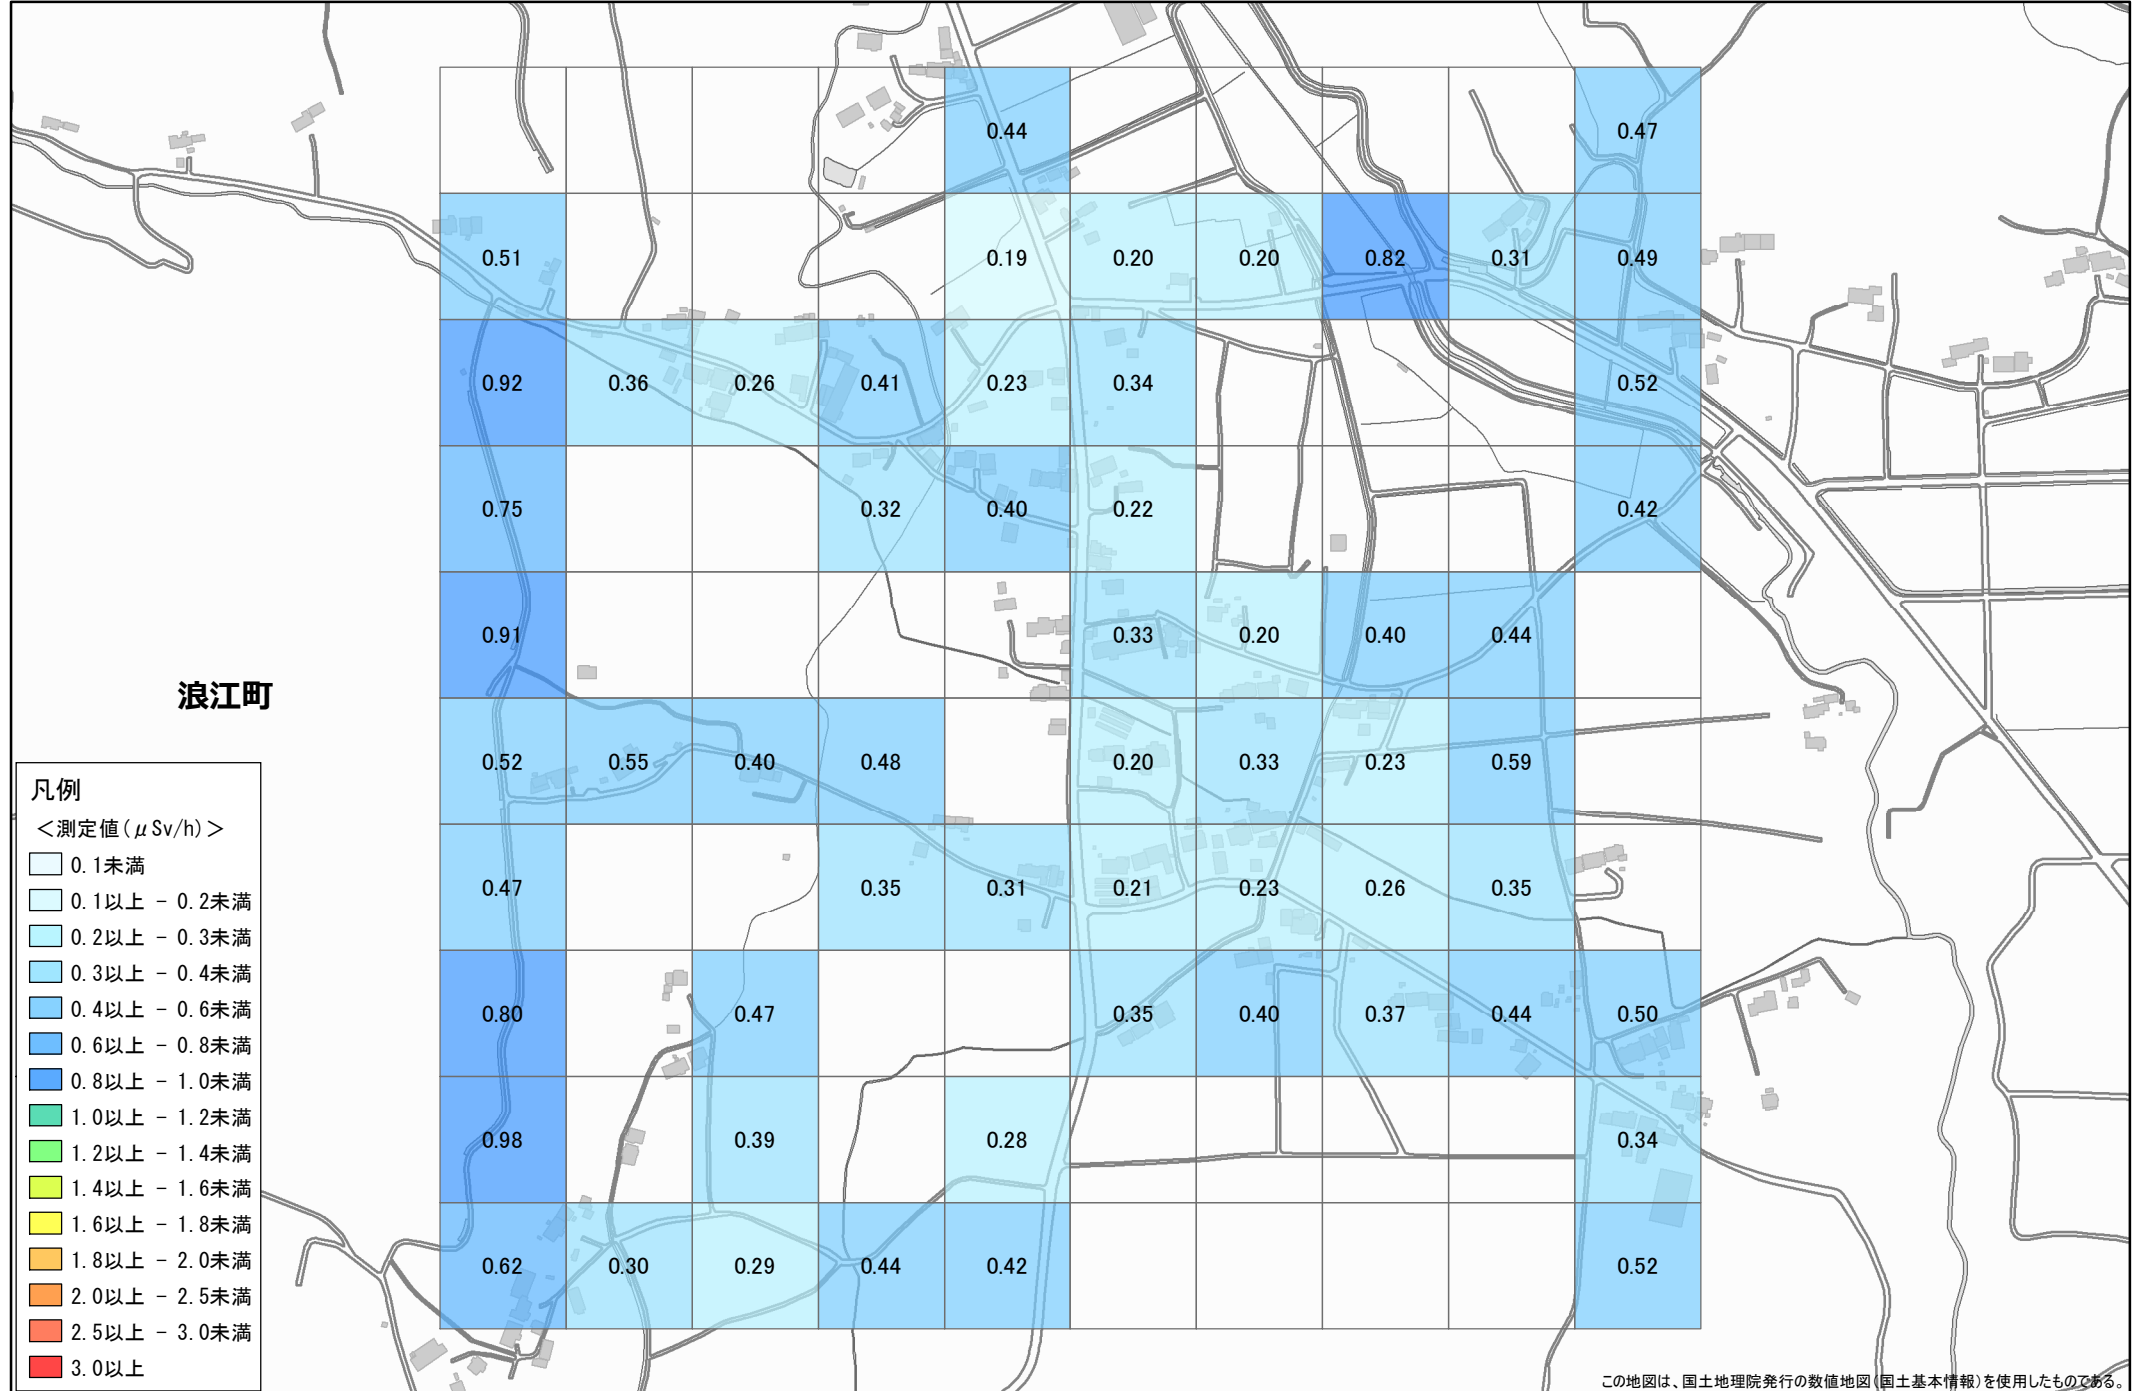 0.44 0.47
0.51 0.19 0.20 0.20 0.82 0.31 0.49
0.92 0.36 0.26 0.41 0.23 0.34 0.52
0.75 0.32 0.40 0.22 0.42
0.91 0.33 0.20 0.40 0.44
浪江町
0.52 0.55 0.40 0.48 0.20 0.33 0.23 0.59
0.47 0.35 0.31 0.21 0.23 0.26 0.35
0.80 0.47 0.35 0.40 0.37 0.44 0.50
0.98 0.39 0.28 0.34
0.62 0.30 0.29 0.44 0.42 0.52
凡例
＜測定値(μSv/h)＞
0.1未満
0.1以上 - 0.2未満
0.2以上 - 0.3未満
0.3以上 - 0.4未満
0.4以上 - 0.6未満
0.6以上 - 0.8未満
0.8以上 - 1.0未満
1.0以上 - 1.2未満
1.2以上 - 1.4未満
1.4以上 - 1.6未満
1.6以上 - 1.8未満
1.8以上 - 2.0未満
2.0以上 - 2.5未満
2.5以上 - 3.0未満
3.0以上
この地図は、国土地理院発行の数値地図(国土基本情報)を使用したものである。